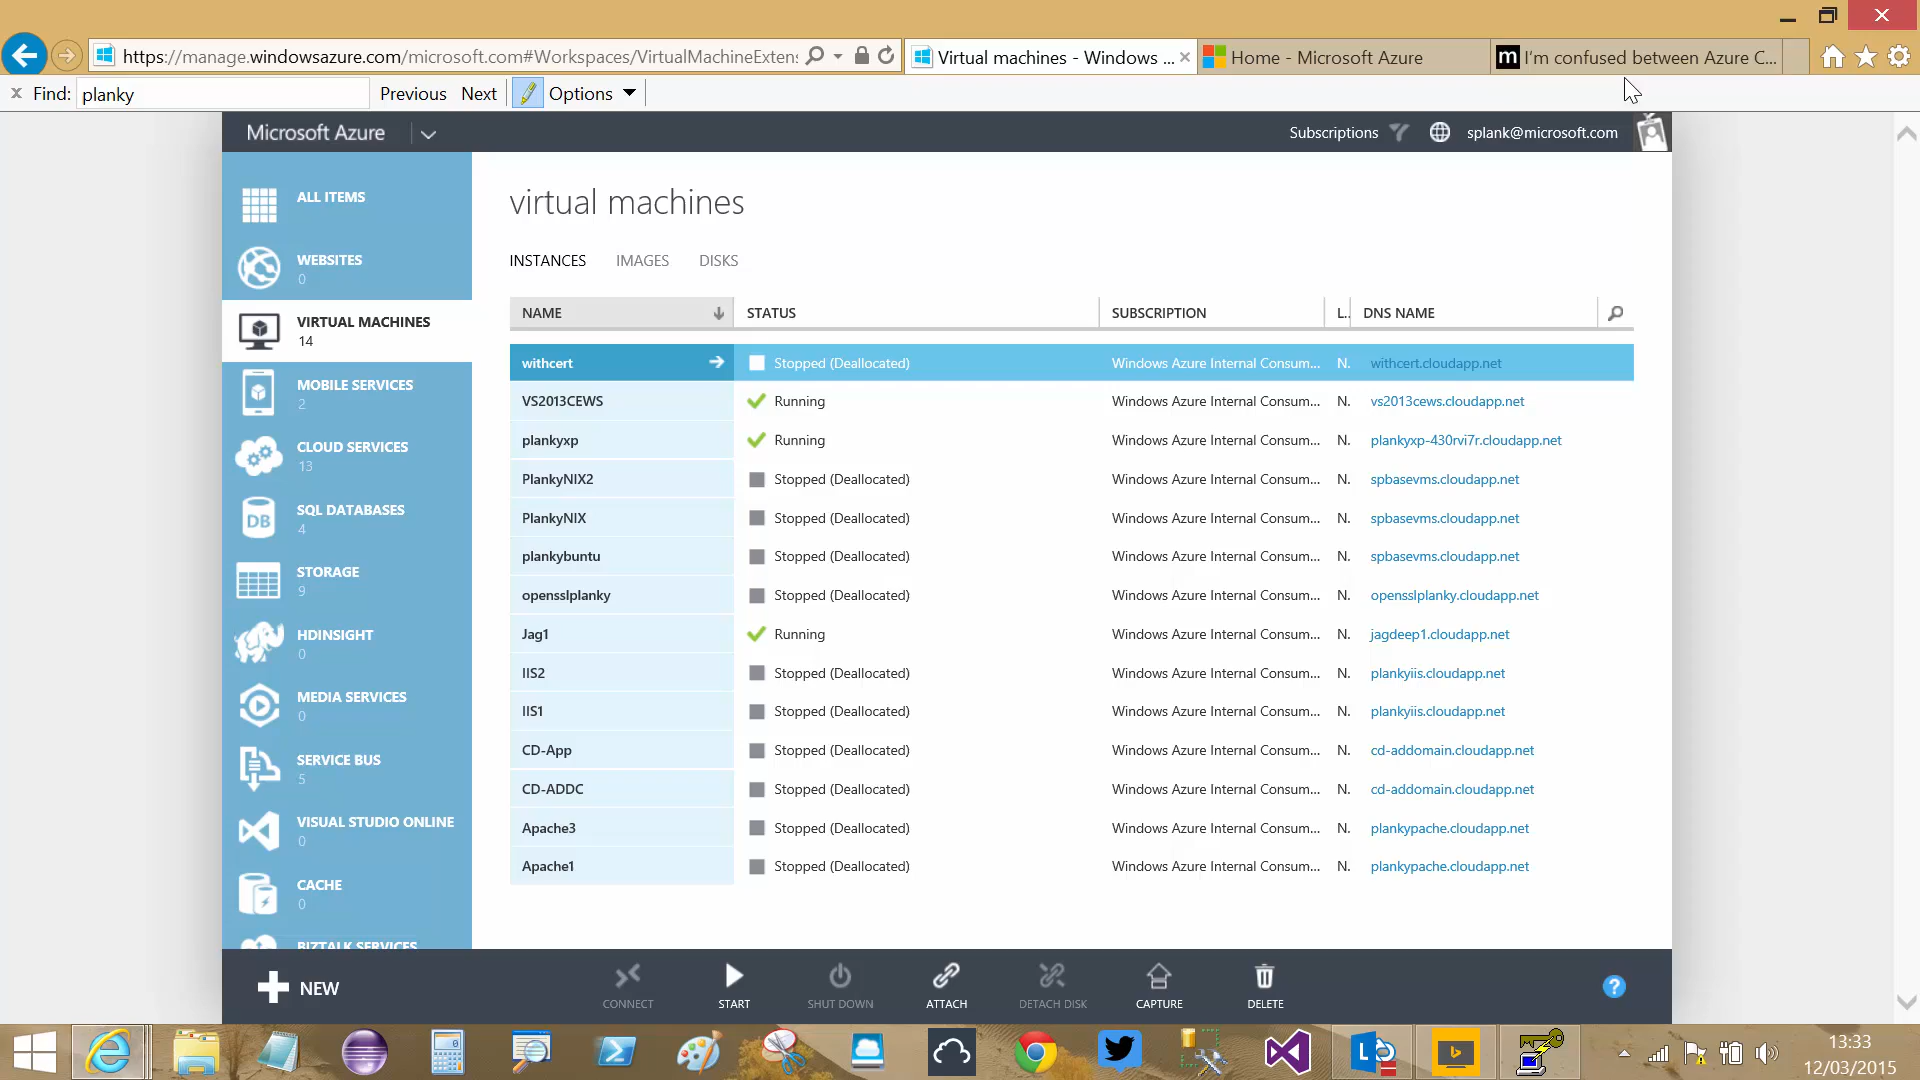 https://manage.windowsazure.com/microsoft.com#Workspaces/VirtualMachineExtens
Virtual machines - Windows ...
Home - Microsoft Azure
m I'm confused between Azure C...
Find: planky Previous Next Options
Microsoft Azure
Subscriptions
splank@microsoft.com
ALL ITEMS
WEBSITES
0
VIRTUAL MACHINES
14
MOBILE SERVICES
2
CLOUD SERVICES
13
SQL DATABASES
4
DB
STORAGE
9
HDINSIGHT
0
MEDIA SERVICES
0
SERVICE BUS
5
VISUAL STUDIO ONLINE
0
CACHE
0
BIZTALK SERVICES
virtual machines
INSTANCES IMAGES DISKS
NAME STATUS SUBSCRIPTION L.. DNS NAME
withcert Stopped (Deallocated) Windows Azure Internal Consum... N. withcert.cloudapp.net
VS2013CEWS Running Windows Azure Internal Consum... N. vs2013cews.cloudapp.net
plankyxp Running Windows Azure Internal Consum... N. plankyxp-430rvi7r.cloudapp.net
PlankyNIX2 Stopped (Deallocated) Windows Azure Internal Consum... N. spbasevms.cloudapp.net
PlankyNIX Stopped (Deallocated) Windows Azure Internal Consum... N. spbasevms.cloudapp.net
plankybuntu Stopped (Deallocated) Windows Azure Internal Consum... N. spbasevms.cloudapp.net
opensslplanky Stopped (Deallocated) Windows Azure Internal Consum... N. opensslplanky.cloudapp.net
Jag1 Running Windows Azure Internal Consum... N. jagdeep1.cloudapp.net
IIS2 Stopped (Deallocated) Windows Azure Internal Consum... N. plankyiis.cloudapp.net
IIS1 Stopped (Deallocated) Windows Azure Internal Consum... N. plankyiis.cloudapp.net
CD-App Stopped (Deallocated) Windows Azure Internal Consum... N. cd-addomain.cloudapp.net
CD-ADDC Stopped (Deallocated) Windows Azure Internal Consum... N. cd-addomain.cloudapp.net
Apache3 Stopped (Deallocated) Windows Azure Internal Consum... N. plankypache.cloudapp.net
Apache1 Stopped (Deallocated) Windows Azure Internal Consum... N. plankypache.cloudapp.net
NEW
CONNECT
START
SHUT DOWN
ATTACH
DETACH DISK
CAPTURE
DELETE
?
13:33
12/03/2015